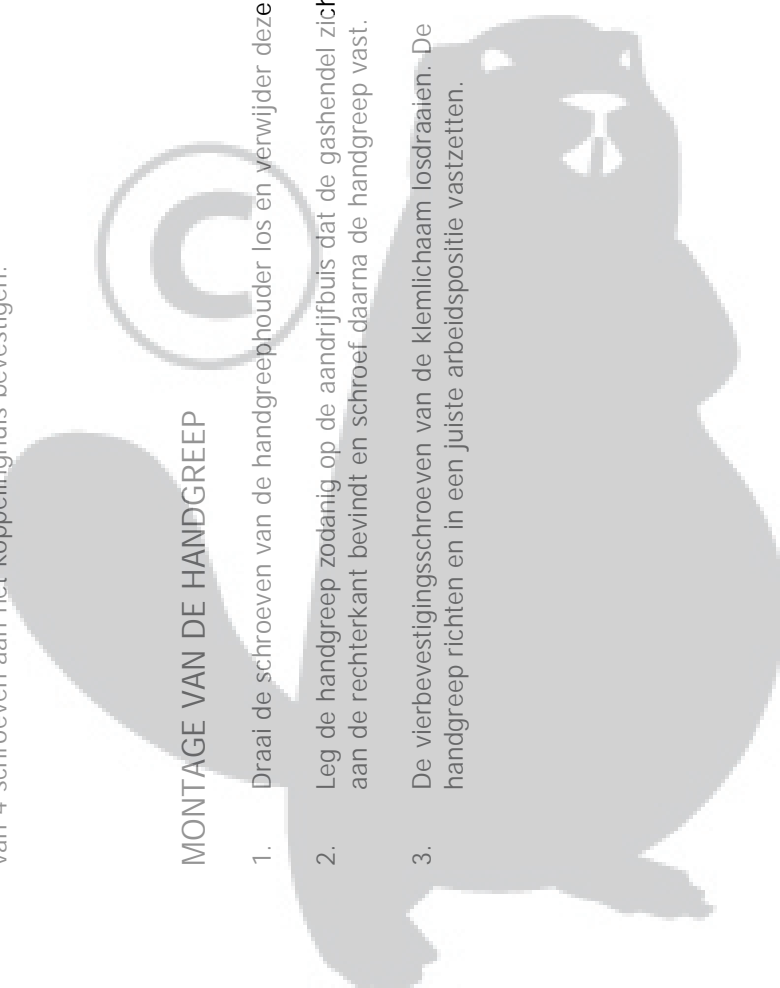 van 4 schroeven aan het koppelinghuis bevestigen.
MONTAGE VAN DE HANDGREEP
1. Draai de schroeven van de handgreephouder los en verwijder deze
2. Leg de handgreep zodanig op de aandrijfbuis dat de gashendel zich
aan de rechterkant bevindt en schroef daarna de handgreep vast.
3. De vierbevestigingsschroeven van de klemlichaam losdraaien. De
handgreep richten en in een juiste arbeidspositie vastzetten.
©